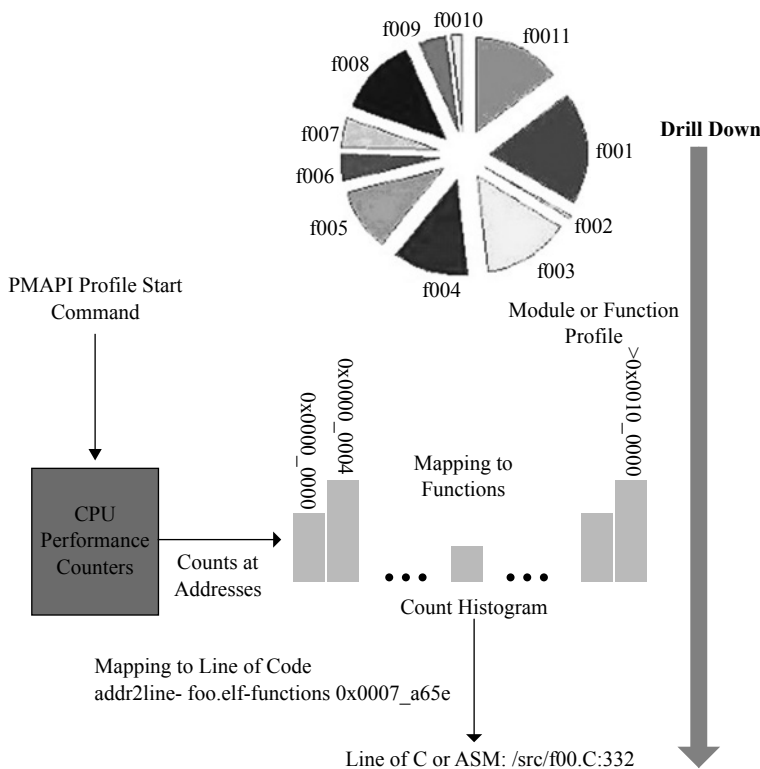 f0010
f009
f0011
f008
Drill Down
f007
f001
f006
f002
f005
f003
f004
PMAPI Profile Start
Command
Module or Function
Profile
0x0000_0000
0x0000_0004
>0x0010_0000
Mapping to
Functions
CPU
Performance
Counters
Counts at
Addresses
Count Histogram
Mapping to Line of Code
addr2line- foo.elf-functions 0x0007_a65e
Line of C or ASM: /src/f00.C:332